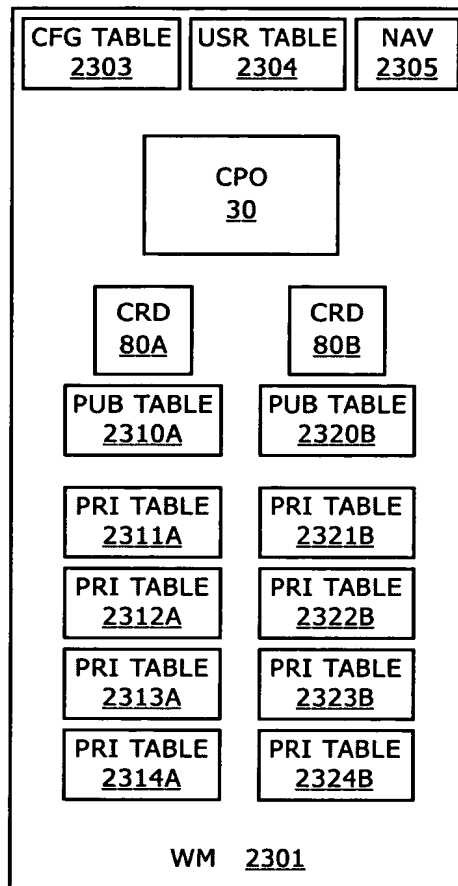 CFG TABLE
2303
USR TABLE
2304
NAV
2305
CPO
30
CRD
80A
CRD
80B
PUB TABLE
2310A
PUB TABLE
2320B
PRI TABLE
2311A
PRI TABLE
2321B
PRI TABLE
2312A
PRI TABLE
2322B
PRI TABLE
2313A
PRI TABLE
2323B
PRI TABLE
2314A
PRI TABLE
2324B
WM 2301